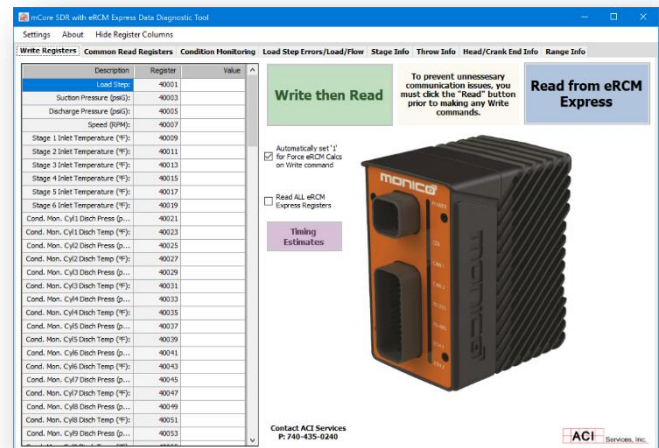 mCore SDR with eRCM Express Data Diagnostic Tool
Settings About Hide Register Columns
Write Registers Common Read Registers Condition Monitoring Load Step Errors/Load/Flow Stage Info Throw Info Head/Crank End Info Range Info
Description Register Value
Load Step: 40001
Suction Pressure (psiG): 40003
Discharge Pressure (psiG): 40005
Speed (RPM): 40007
Stage 1 Inlet Temperature (°F): 40009
Stage 2 Inlet Temperature (°F): 40011
Stage 3 Inlet Temperature (°F): 40013
Stage 4 Inlet Temperature (°F): 40015
Stage 5 Inlet Temperature (°F): 40017
Stage 6 Inlet Temperature (°F): 40019
Cond. Mon. Cyl1 Disch Press (p... 40021
Cond. Mon. Cyl1 Disch Temp (°F): 40023
Cond. Mon. Cyl2 Disch Press (p... 40025
Cond. Mon. Cyl2 Disch Temp (°F): 40027
Cond. Mon. Cyl3 Disch Press (p... 40029
Cond. Mon. Cyl3 Disch Temp (°F): 40031
Cond. Mon. Cyl4 Disch Press (p... 40033
Cond. Mon. Cyl4 Disch Temp (°F): 40035
Cond. Mon. Cyl5 Disch Press (p... 40037
Cond. Mon. Cyl5 Disch Temp (°F): 40039
Cond. Mon. Cyl6 Disch Press (p... 40041
Cond. Mon. Cyl6 Disch Temp (°F): 40043
Cond. Mon. Cyl7 Disch Press (p... 40045
Cond. Mon. Cyl7 Disch Temp (°F): 40047
Cond. Mon. Cyl8 Disch Press (p... 40049
Cond. Mon. Cyl8 Disch Temp (°F): 40051
Cond. Mon. Cyl9 Disch Press (p... 40053
Write then Read
To prevent unnessesary
communication issues, you
must click the "Read" button
prior to making any Write
commands.
Read from eRCM
Express
Automatically set '1'
for Force eRCM Calcs
on Write command
Read ALL eRCM
Express Registers
Timing
Estimates
monico
POWER
CAN 1
CAN 2
monico
Contact ACI Services
P: 740-435-0240
ACI Services, Inc.